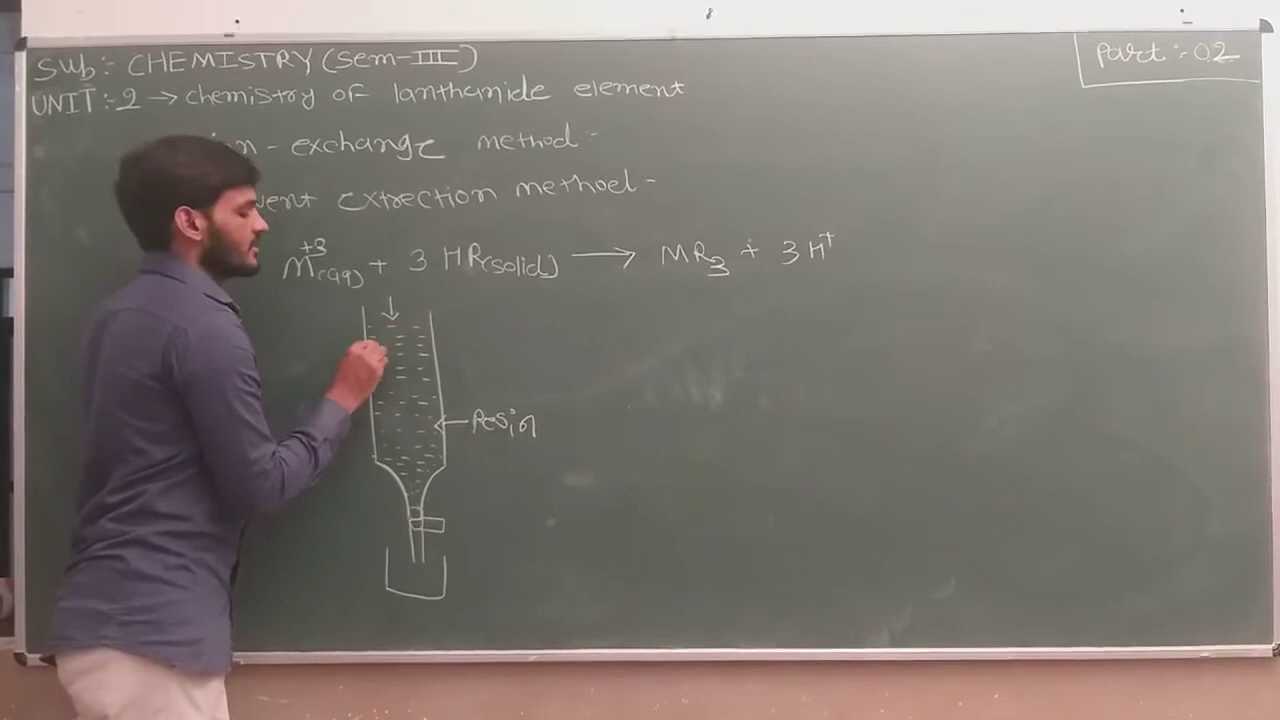 Sub:- CHEMISTRY (Sem-III)
Part :- 02
UNIT :- 2 → chemistry of lanthamide element
- exchange method :-
extrection method -
M+3(aq) + 3 HR(solid) → MR3 + 3 H+
Resin